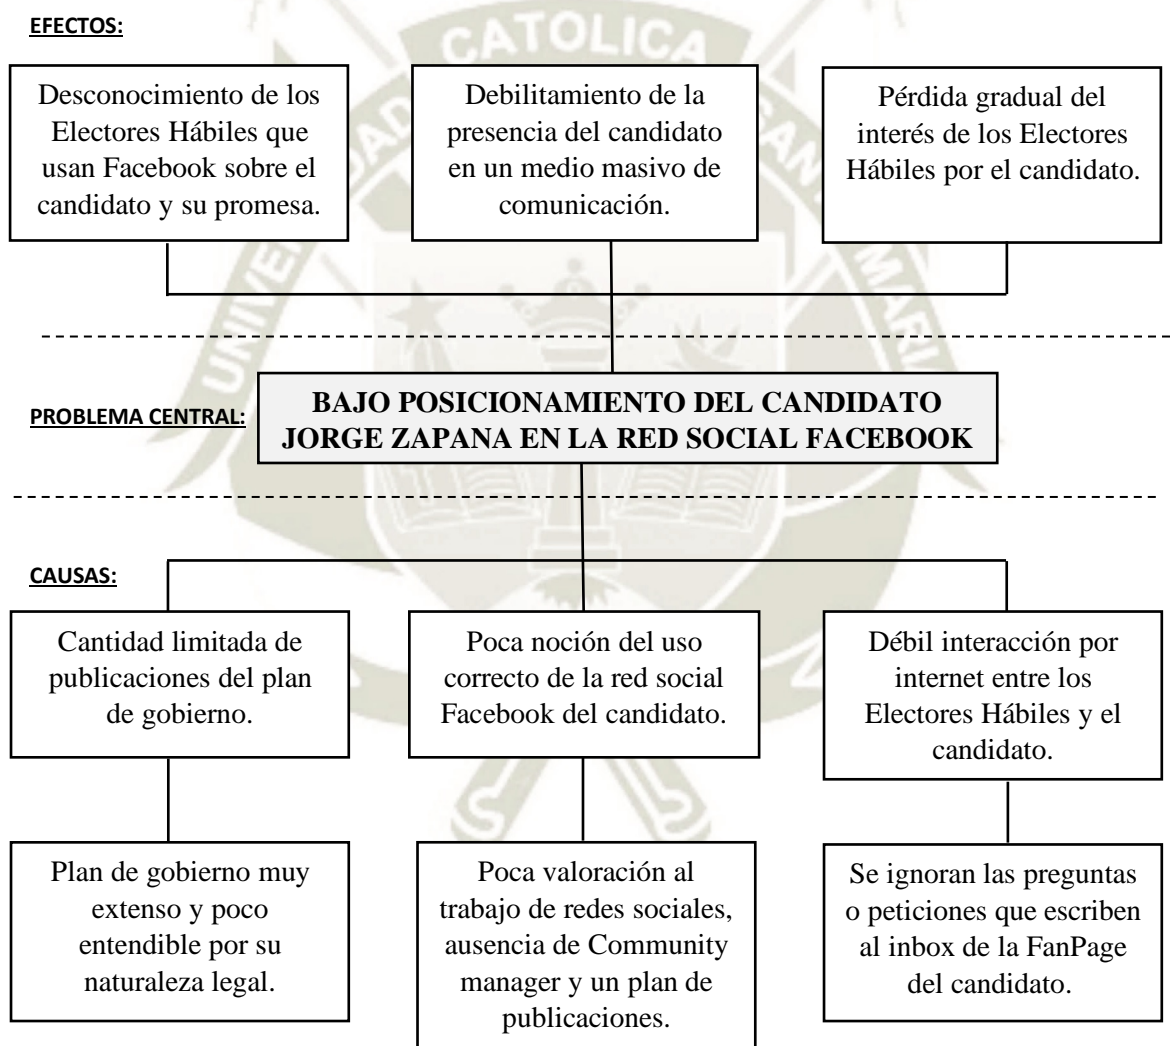 CATOLICA
EFECTOS:
Desconocimiento de los
Electores Hábiles que
usan Facebook sobre el
candidato y su promesa.
Debilitamiento de la
presencia del candidato
en un medio masivo de
comunicación.
Pérdida gradual del
interés de los Electores
Hábiles por el candidato.
PROBLEMA CENTRAL:
BAJO POSICIONAMIENTO DEL CANDIDATO
JORGE ZAPANA EN LA RED SOCIAL FACEBOOK
CAUSAS:
Cantidad limitada de
publicaciones del plan
de gobierno.
Poca noción del uso
correcto de la red social
Facebook del candidato.
Débil interacción por
internet entre los
Electores Hábiles y el
candidato.
Plan de gobierno muy
extenso y poco
entendible por su
naturaleza legal.
Poca valoración al
trabajo de redes sociales,
ausencia de Community
manager y un plan de
publicaciones.
Se ignoran las preguntas
o peticiones que escriben
al inbox de la FanPage
del candidato.